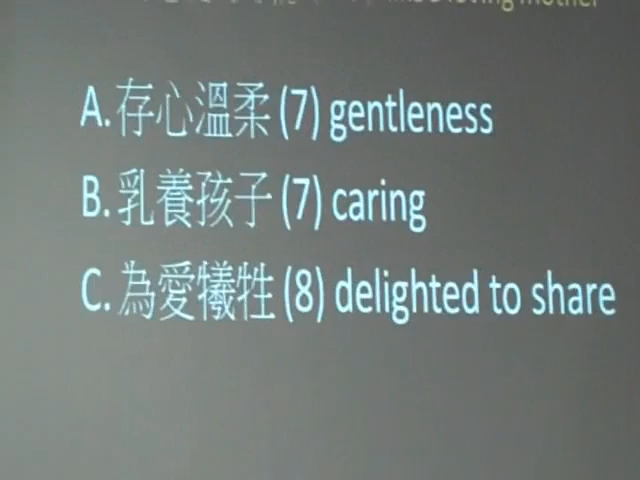 mother
A. 存心溫柔 (7) gentleness
B. 乳養孩子 (7) caring
C. 為愛犧牲 (8) delighted to share